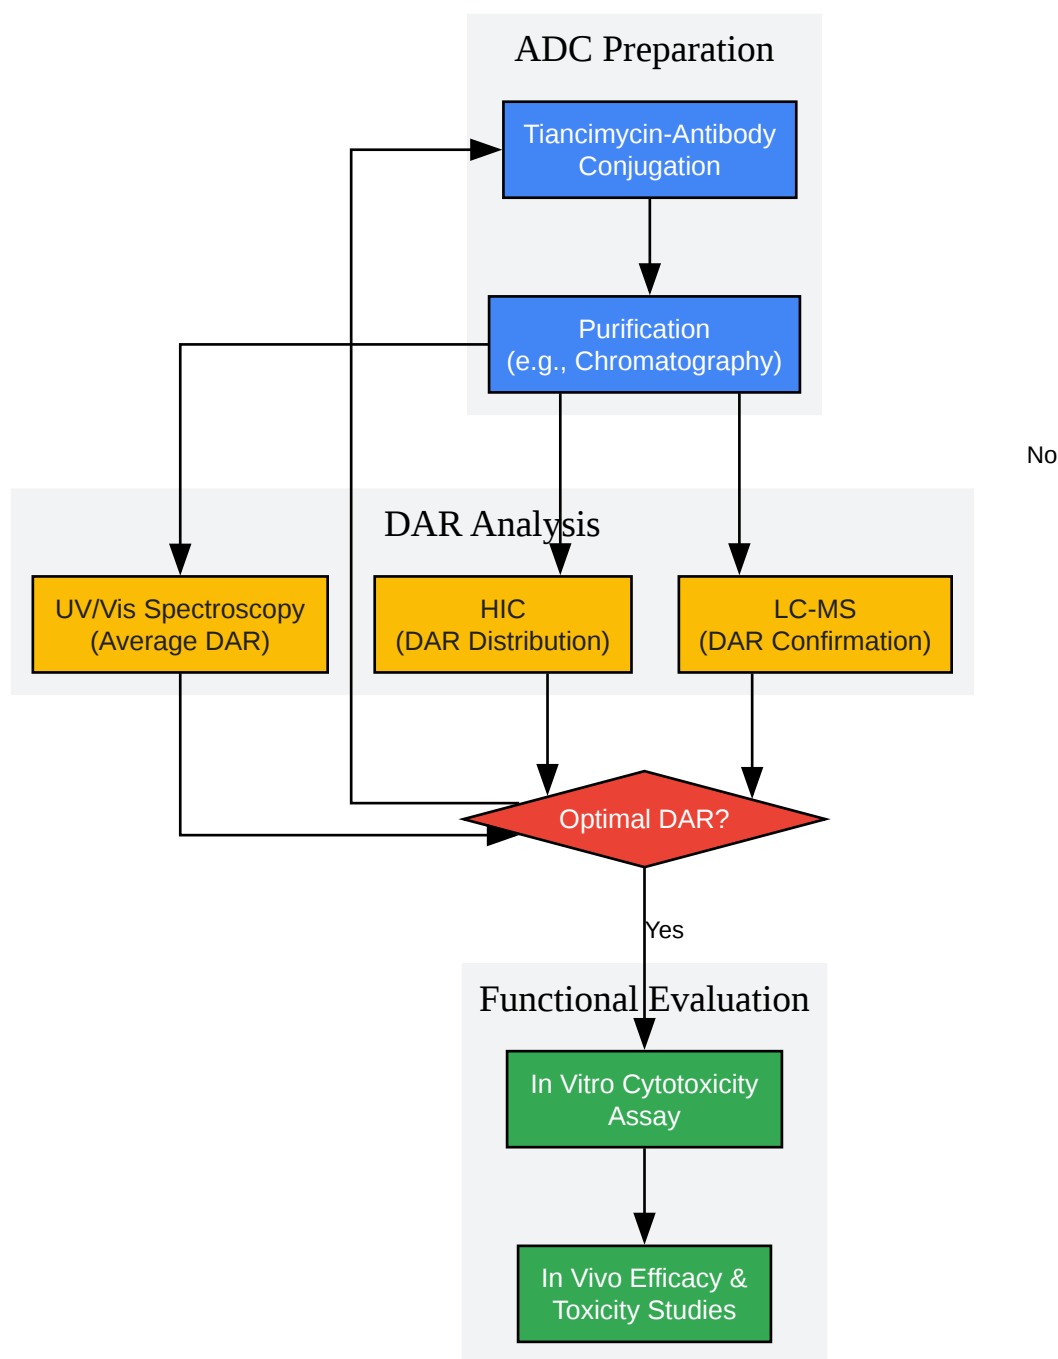 ADC Preparation
Tiancimycin-Antibody
Conjugation
Purification
(e.g., Chromatography)
No
DAR Analysis
UV/Vis Spectroscopy
(Average DAR)
HIC
(DAR Distribution)
LC-MS
(DAR Confirmation)
Optimal DAR?
Yes
Functional Evaluation
In Vitro Cytotoxicity
Assay
In Vivo Efficacy &
Toxicity Studies